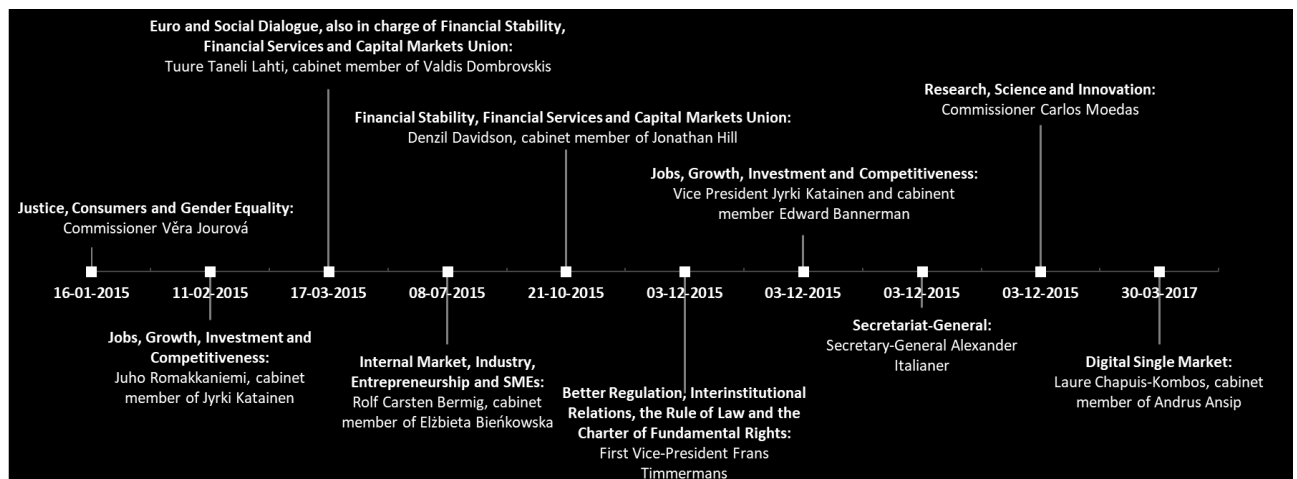 Euro and Social Dialogue, also in charge of Financial Stability,
Financial Services and Capital Markets Union:
Tuure Taneli Lahti, cabinet member of Valdis Dombrovskis
Research, Science and Innovation:
Commissioner Carlos Moedas
Financial Stability, Financial Services and Capital Markets Union:
Denzil Davidson, cabinet member of Jonathan Hill
Jobs, Growth, Investment and Competitiveness:
Vice President Jyrki Katainen and cabinent
member Edward Bannerman
Justice, Consumers and Gender Equality:
Commissioner Věra Jourová
16-01-2015 11-02-2015 17-03-2015 08-07-2015 21-10-2015 03-12-2015 03-12-2015 03-12-2015 03-12-2015 30-03-2017
Jobs, Growth, Investment and
Competitiveness:
Juho Romakkaniemi, cabinet
member of Jyrki Katainen
Internal Market, Industry,
Entrepreneurship and SMEs:
Rolf Carsten Bermig, cabinet
member of Elżbieta Bieńkowska
Better Regulation, Interinstitutional
Relations, the Rule of Law and the
Charter of Fundamental Rights:
First Vice-President Frans
Timmermans
Secretariat-General:
Secretary-General Alexander
Italianer
Digital Single Market:
Laure Chapuis-Kombos, cabinet
member of Andrus Ansip